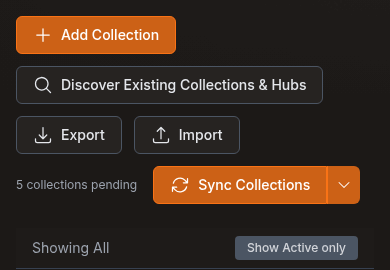 Add Collection
Discover Existing Collections & Hubs
Export Import
5 collections pending Sync Collections
Showing All Show Active only